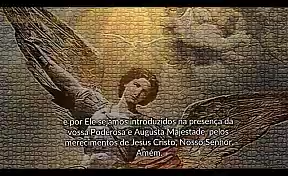 e por Ele sejamos introduzidos na presença da
vossa Poderosa e Augusta Majestade, pelos
merecimentos de Jesus Cristo, Nosso Senhor,
Amém.